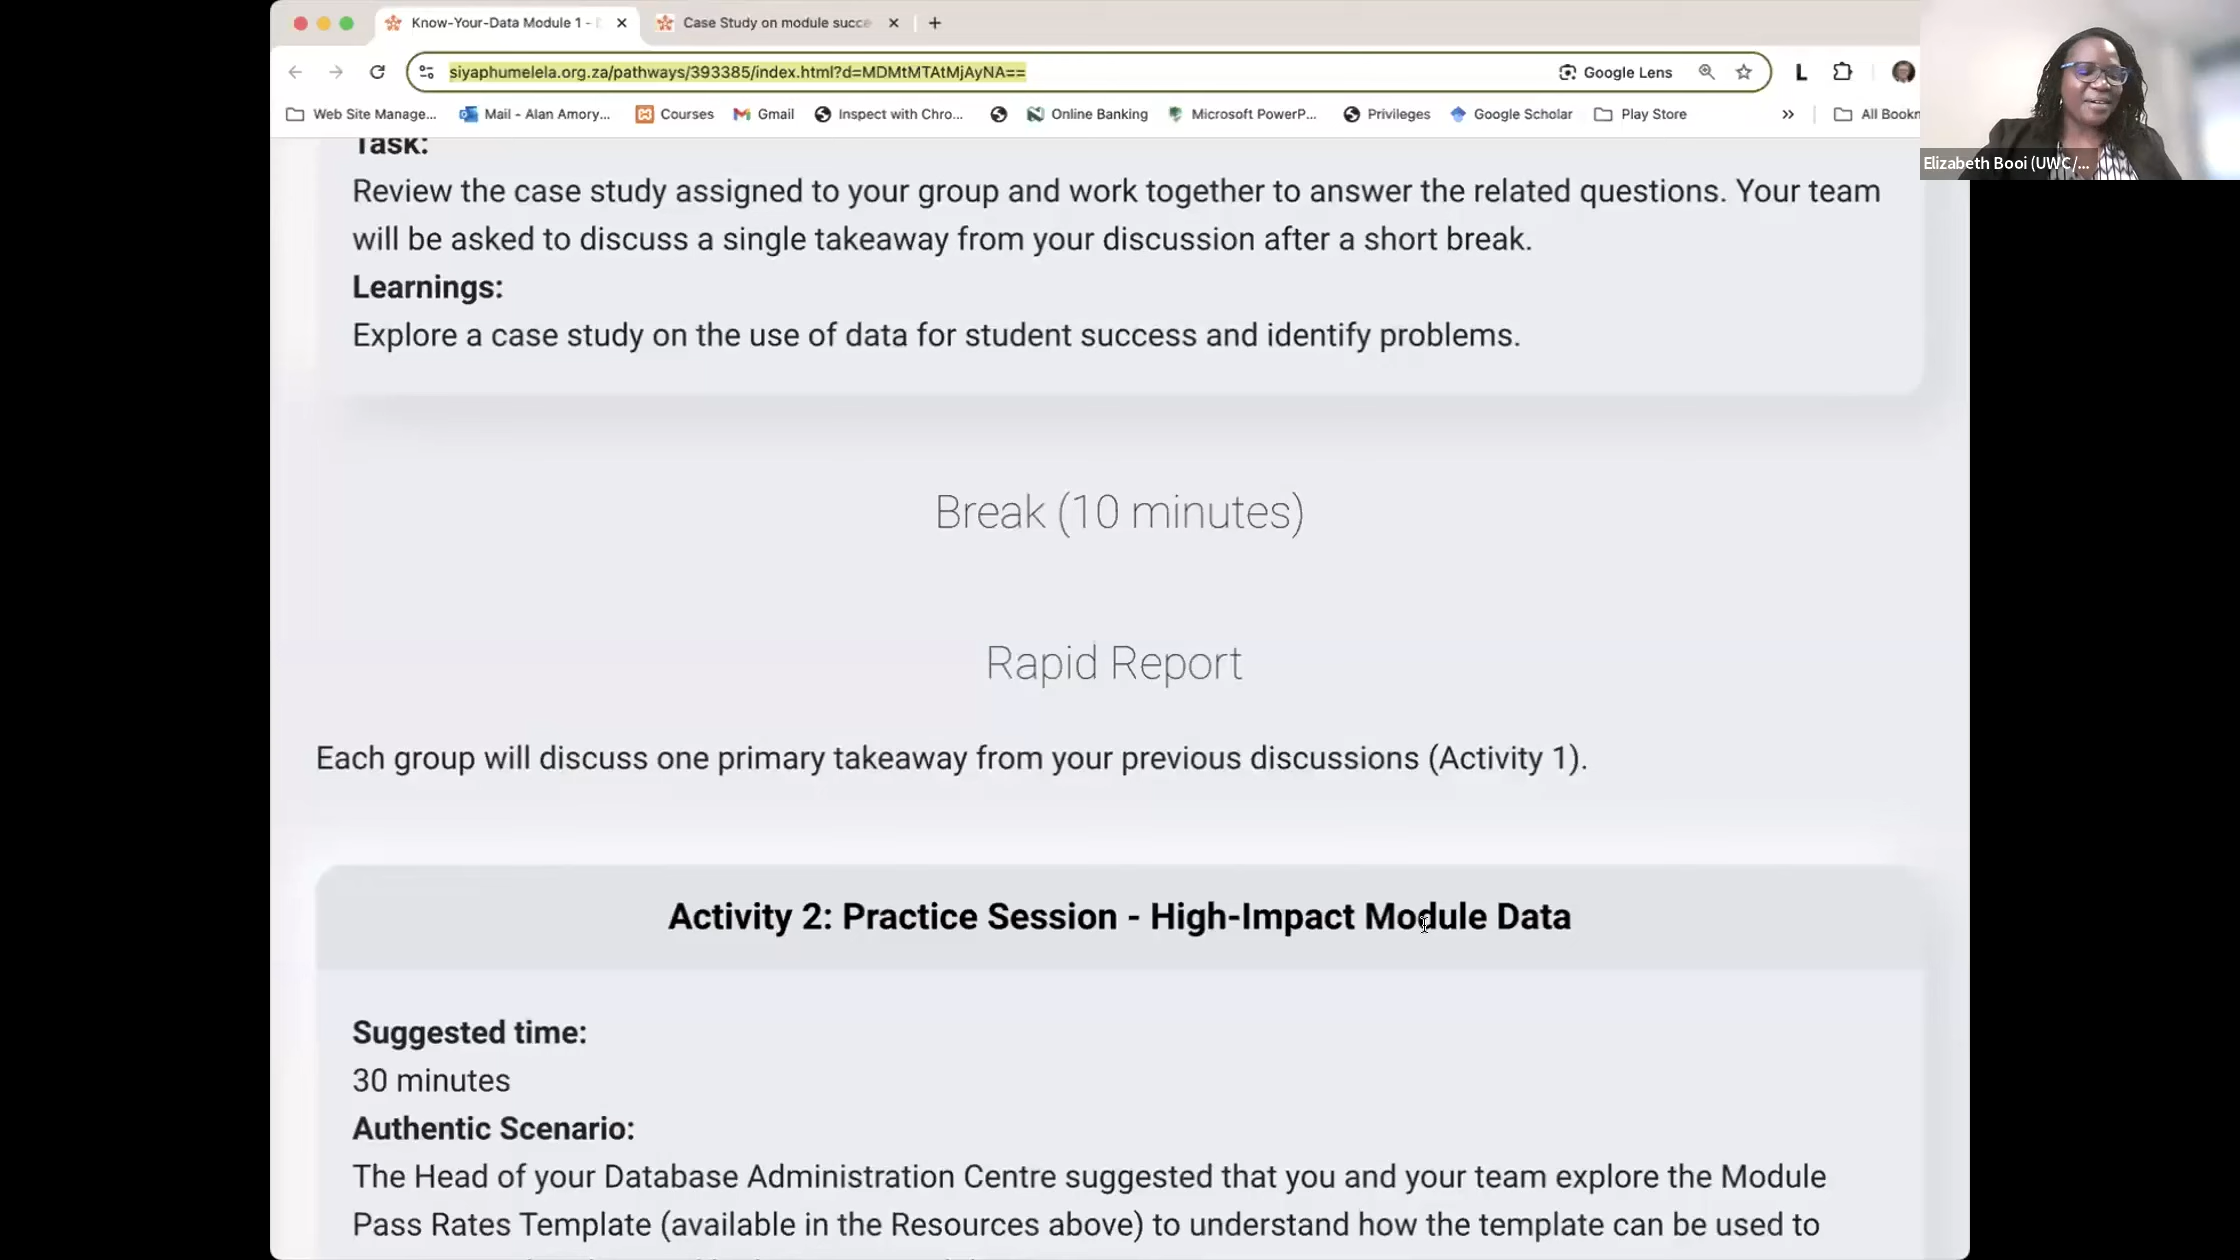 Know-Your-Data Module 1 -
Case Study on module succe
siyaphumelela.org.za/pathways/393385/index.html?d=MDMtMTAtMjAyNA==
Google Lens
L
Web Site Manage...
Mail - Alan Amory...
Courses
Gmail
Inspect with Chro...
Online Banking
Microsoft PowerP...
Privileges
Google Scholar
Play Store
All Bookn
Elizabeth Booi (UWC/...
Task:
Review the case study assigned to your group and work together to answer the related questions. Your team
will be asked to discuss a single takeaway from your discussion after a short break.
Learnings:
Explore a case study on the use of data for student success and identify problems.
Break (10 minutes)
Rapid Report
Each group will discuss one primary takeaway from your previous discussions (Activity 1).
Activity 2: Practice Session - High-Impact Module Data
Suggested time:
30 minutes
Authentic Scenario:
The Head of your Database Administration Centre suggested that you and your team explore the Module
Pass Rates Template (available in the Resources above) to understand how the template can be used to